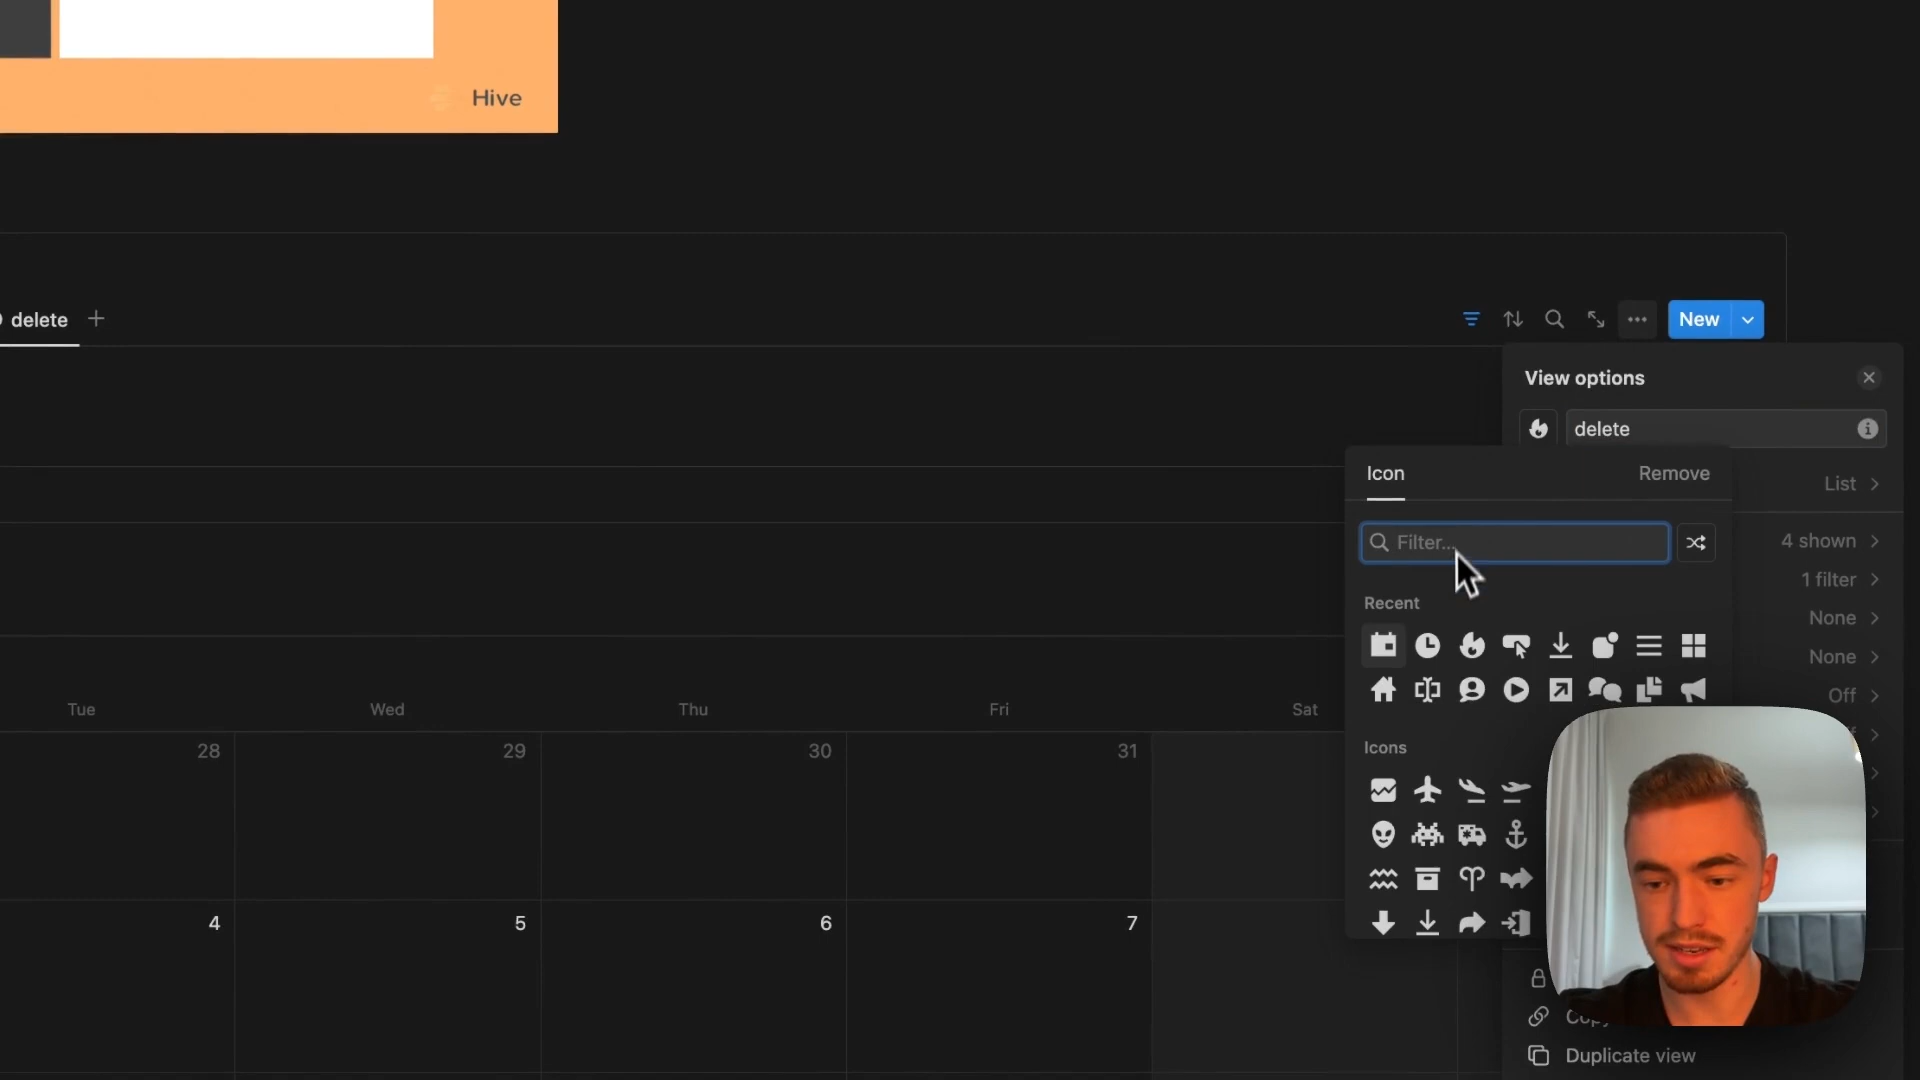 Hive
delete
New
View options
delete
Icon
Remove
List
Filter...
4 shown
1 filter
Recent
None
None
Off
Tue
Wed
Thu
Fri
Sat
Icons
28
29
30
31
4
5
6
7
Duplicate view